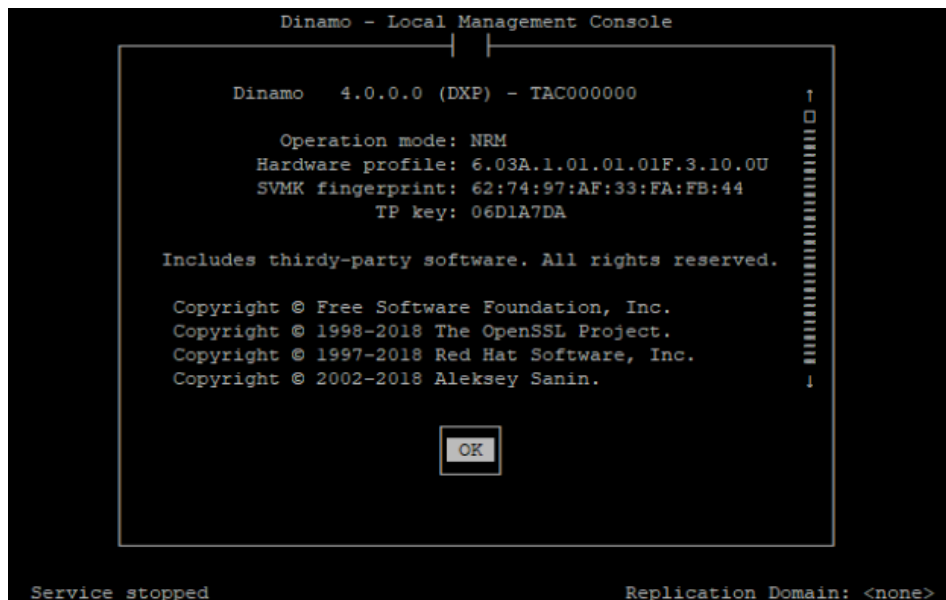 Dinamo - Local Management Console
Dinamo 4.0.0.0 (DXP) - TAC000000
Operation mode: NRM
Hardware profile: 6.03A.1.01.01.01F.3.10.0U
SVMK fingerprint: 62:74:97:AF:33:FA:FB:44
TP key: 06D1A7DA
Includes thirdy-party software. All rights reserved.
Copyright © Free Software Foundation, Inc.
Copyright © 1998-2018 The OpenSSL Project.
Copyright © 1997-2018 Red Hat Software, Inc.
Copyright © 2002-2018 Aleksey Sanin.
OK
Service stopped Replication Domain: <none>